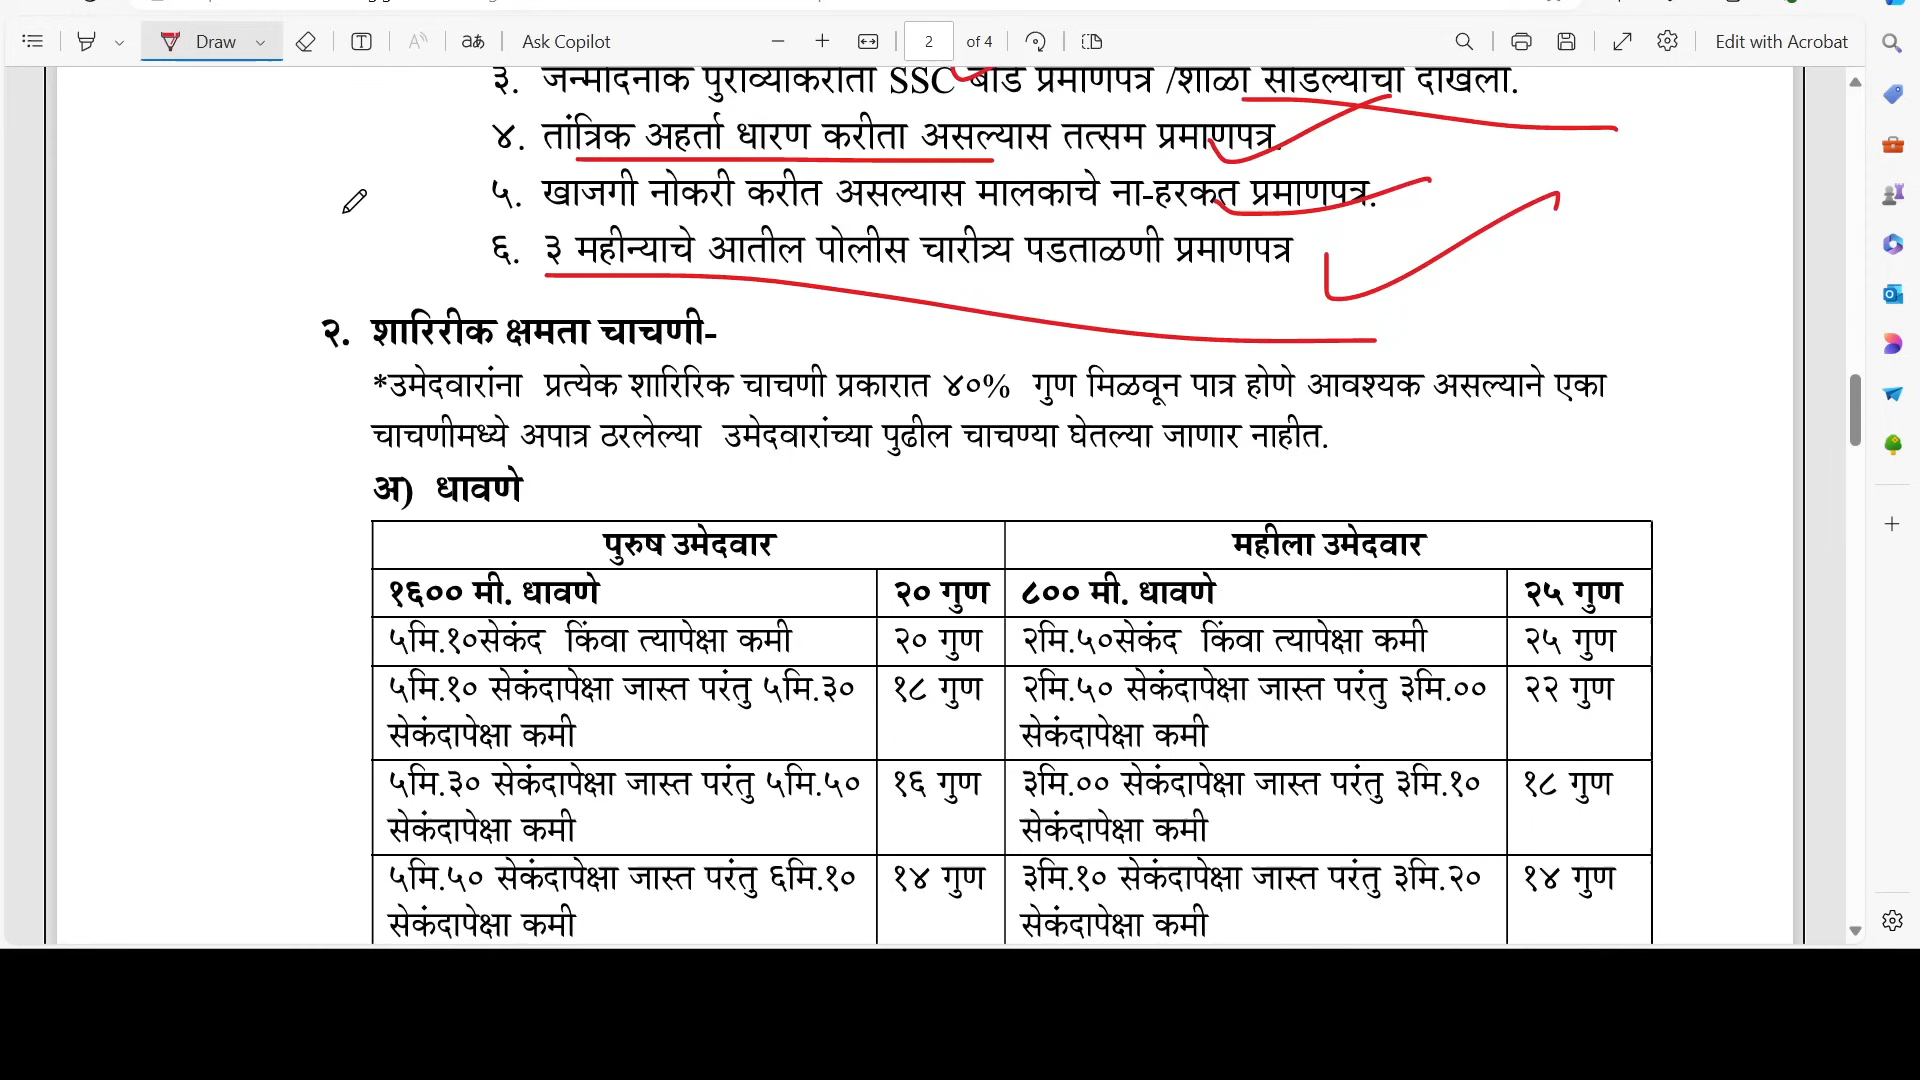 Draw
Ask Copilot
2
of 4
Edit with Acrobat
३. जन्मदिनांक पुराव्याकरीता SSC बोर्ड प्रमाणपत्र /शाळा सोडल्याचा दाखला.
४. तांत्रिक अहर्ता धारण करीता असल्यास तत्सम प्रमाणपत्र.
५. खाजगी नोकरी करीत असल्यास मालकाचे ना-हरकत प्रमाणपत्र.
६. ३ महीन्याचे आतील पोलीस चारीत्र्य पडताळणी प्रमाणपत्र
२. शारिरीक क्षमता चाचणी-
*उमेदवारांना प्रत्येक शारिरिक चाचणी प्रकारात ४०% गुण मिळवून पात्र होणे आवश्यक असल्याने एका
चाचणीमध्ये अपात्र ठरलेल्या उमेदवारांच्या पुढील चाचण्या घेतल्या जाणार नाहीत.
अ) धावणे
पुरुष उमेदवार महीला उमेदवार
१६०० मी. धावणे २० गुण ८०० मी. धावणे २५ गुण
५मि.१०सेकंद किंवा त्यापेक्षा कमी २० गुण २मि.५०सेकंद किंवा त्यापेक्षा कमी २५ गुण
५मि.१० सेकंदापेक्षा जास्त परंतु ५मि.३० १८ गुण २मि.५० सेकंदापेक्षा जास्त परंतु ३मि.०० २२ गुण
सेकंदापेक्षा कमी सेकंदापेक्षा कमी
५मि.३० सेकंदापेक्षा जास्त परंतु ५मि.५० १६ गुण ३मि.०० सेकंदापेक्षा जास्त परंतु ३मि.१० १८ गुण
सेकंदापेक्षा कमी सेकंदापेक्षा कमी
५मि.५० सेकंदापेक्षा जास्त परंतु ६मि.१० १४ गुण ३मि.१० सेकंदापेक्षा जास्त परंतु ३मि.२० १४ गुण
सेकंदापेक्षा कमी सेकंदापेक्षा कमी